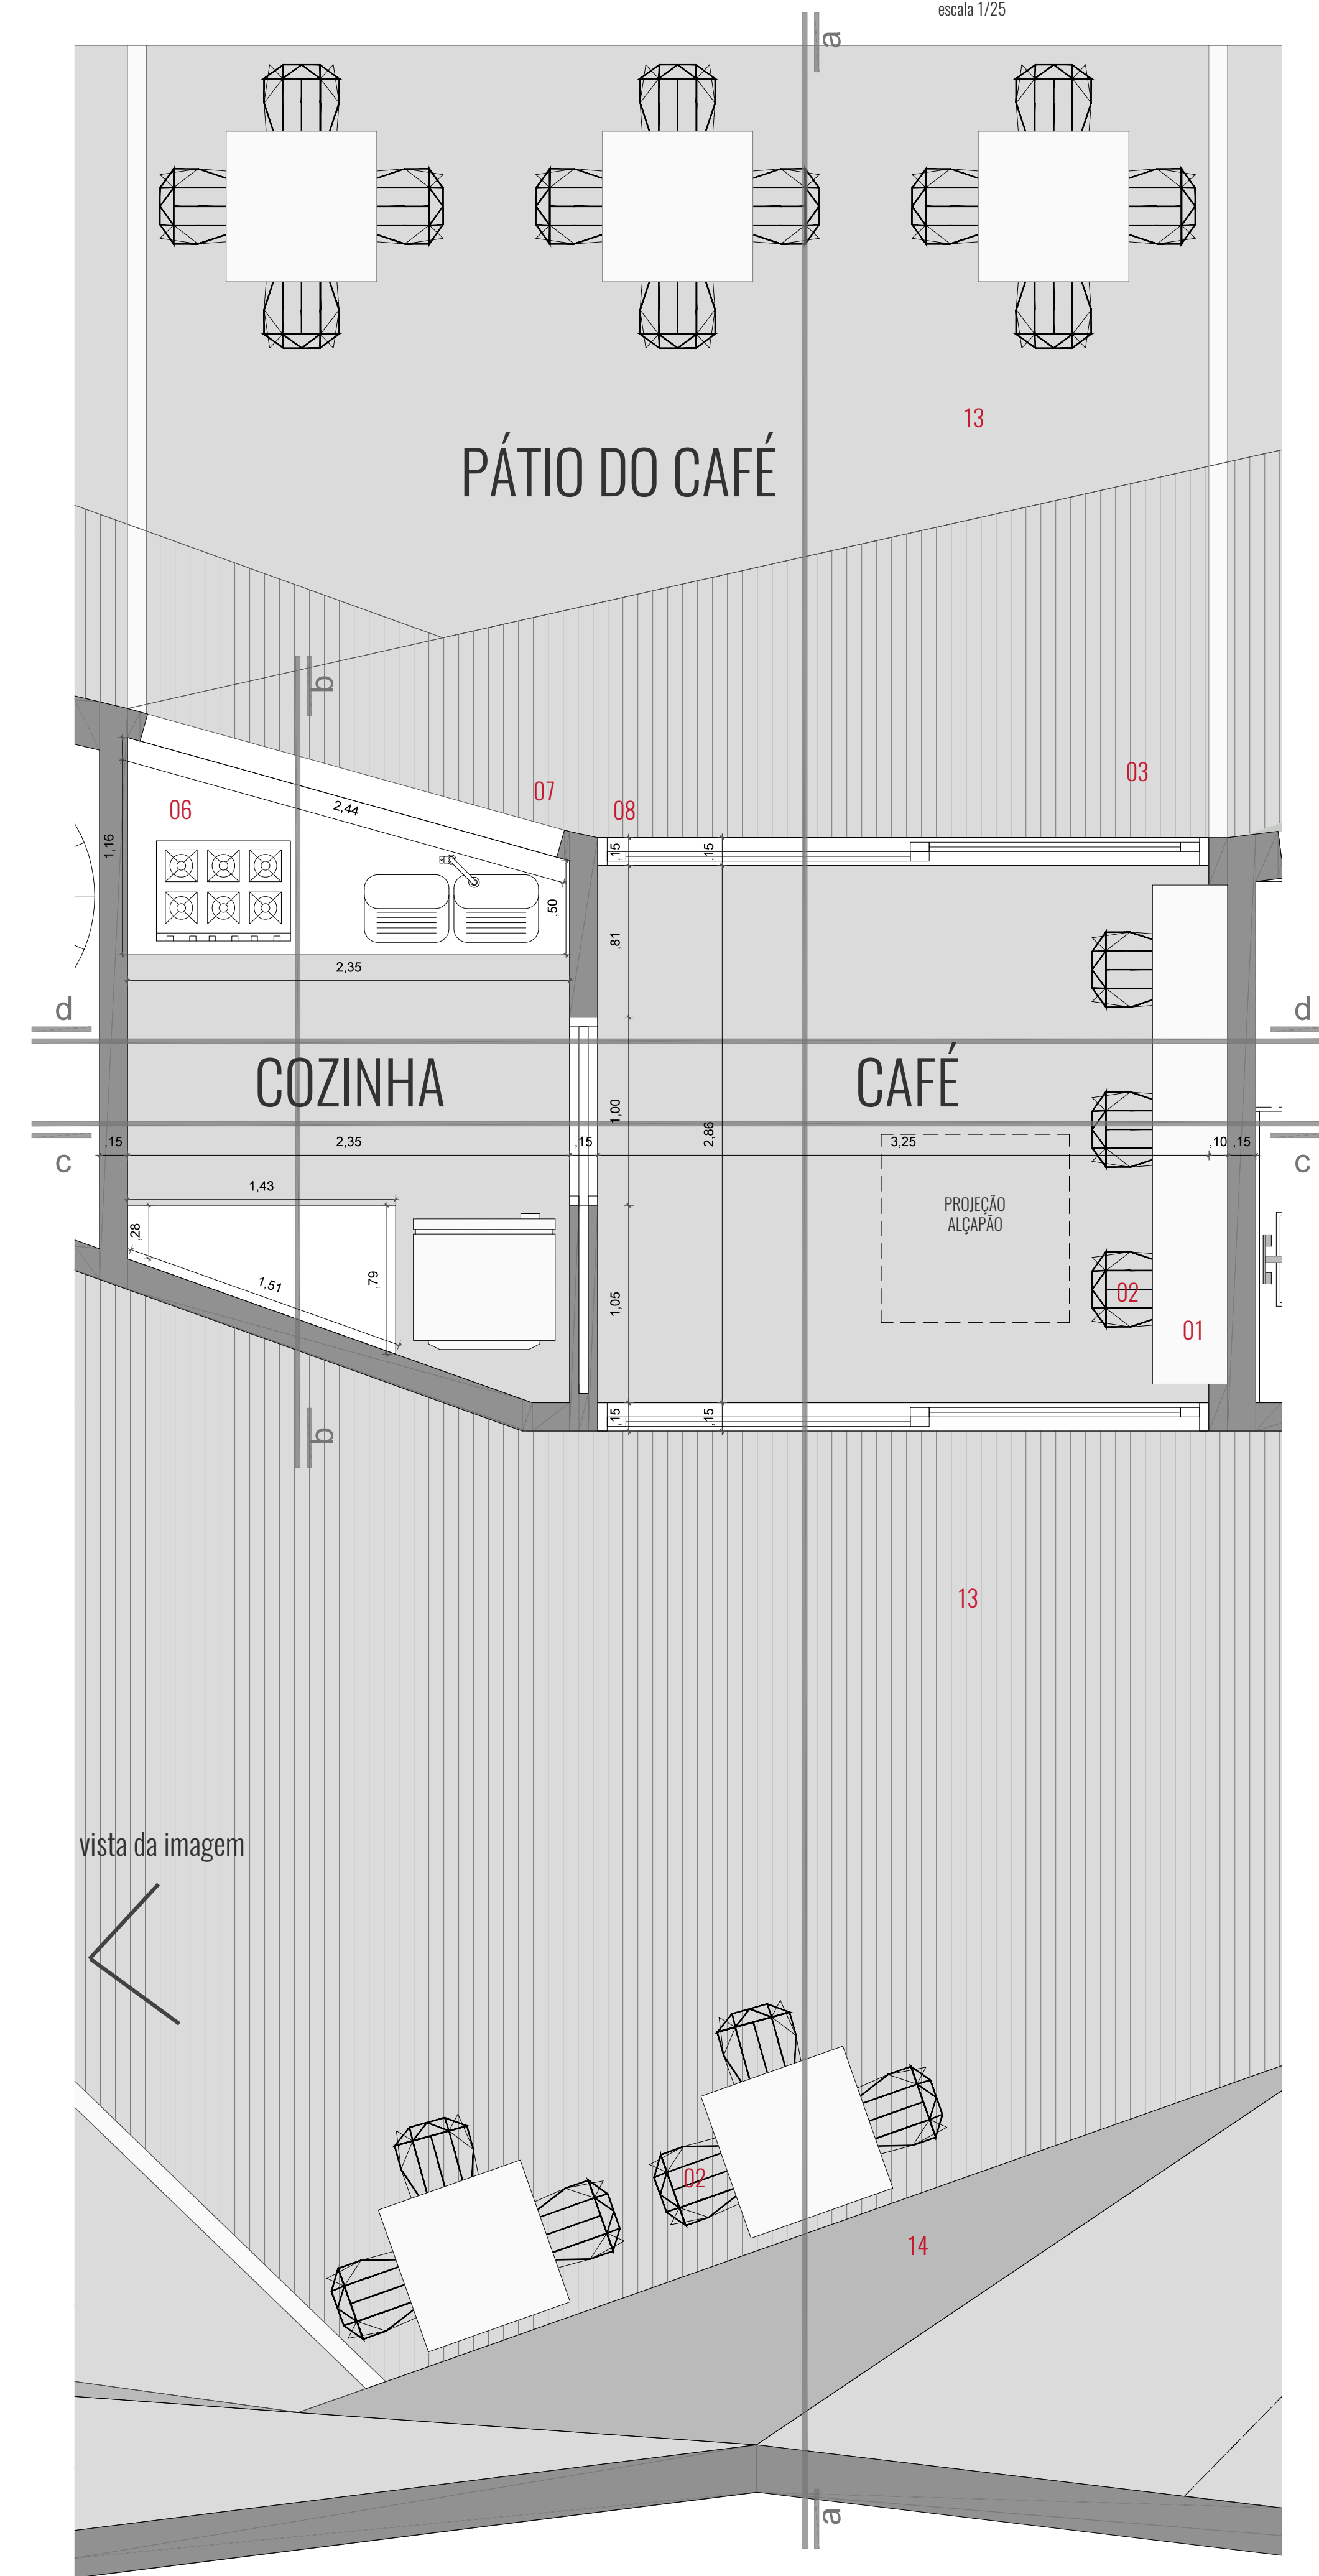 escala 1/25
a
13
PÁTIO DO CAFÉ
b
03
07
08
06
2,44
1,16
,15
,15
,50
,81
2,35
d
d
COZINHA
CAFÉ
1,00
2,86
,15
2,35
,15
3,25
,10
,15
c
c
1,43
PROJEÇÃO
ALÇAPÃO
,28
1,51
,79
1,05
02
01
,15
,15
b
13
vista da imagem
02
14
a